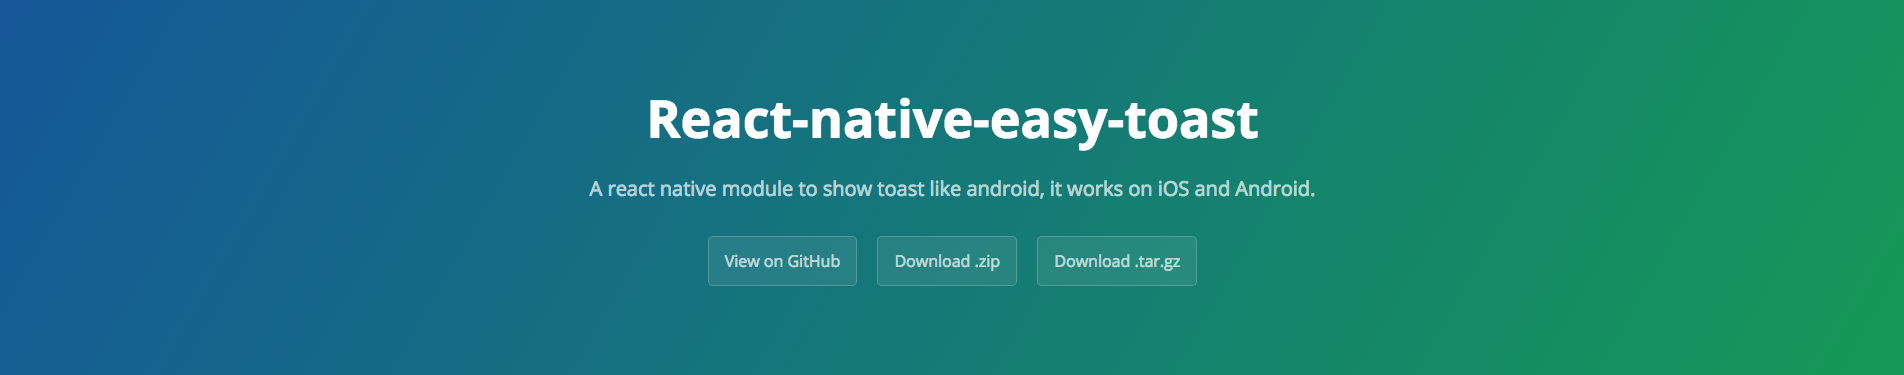 React-native-easy-toast
A react native module to show toast like android, it works on iOS and Android.
View on GitHub
Download .zip
Download .tar.gz